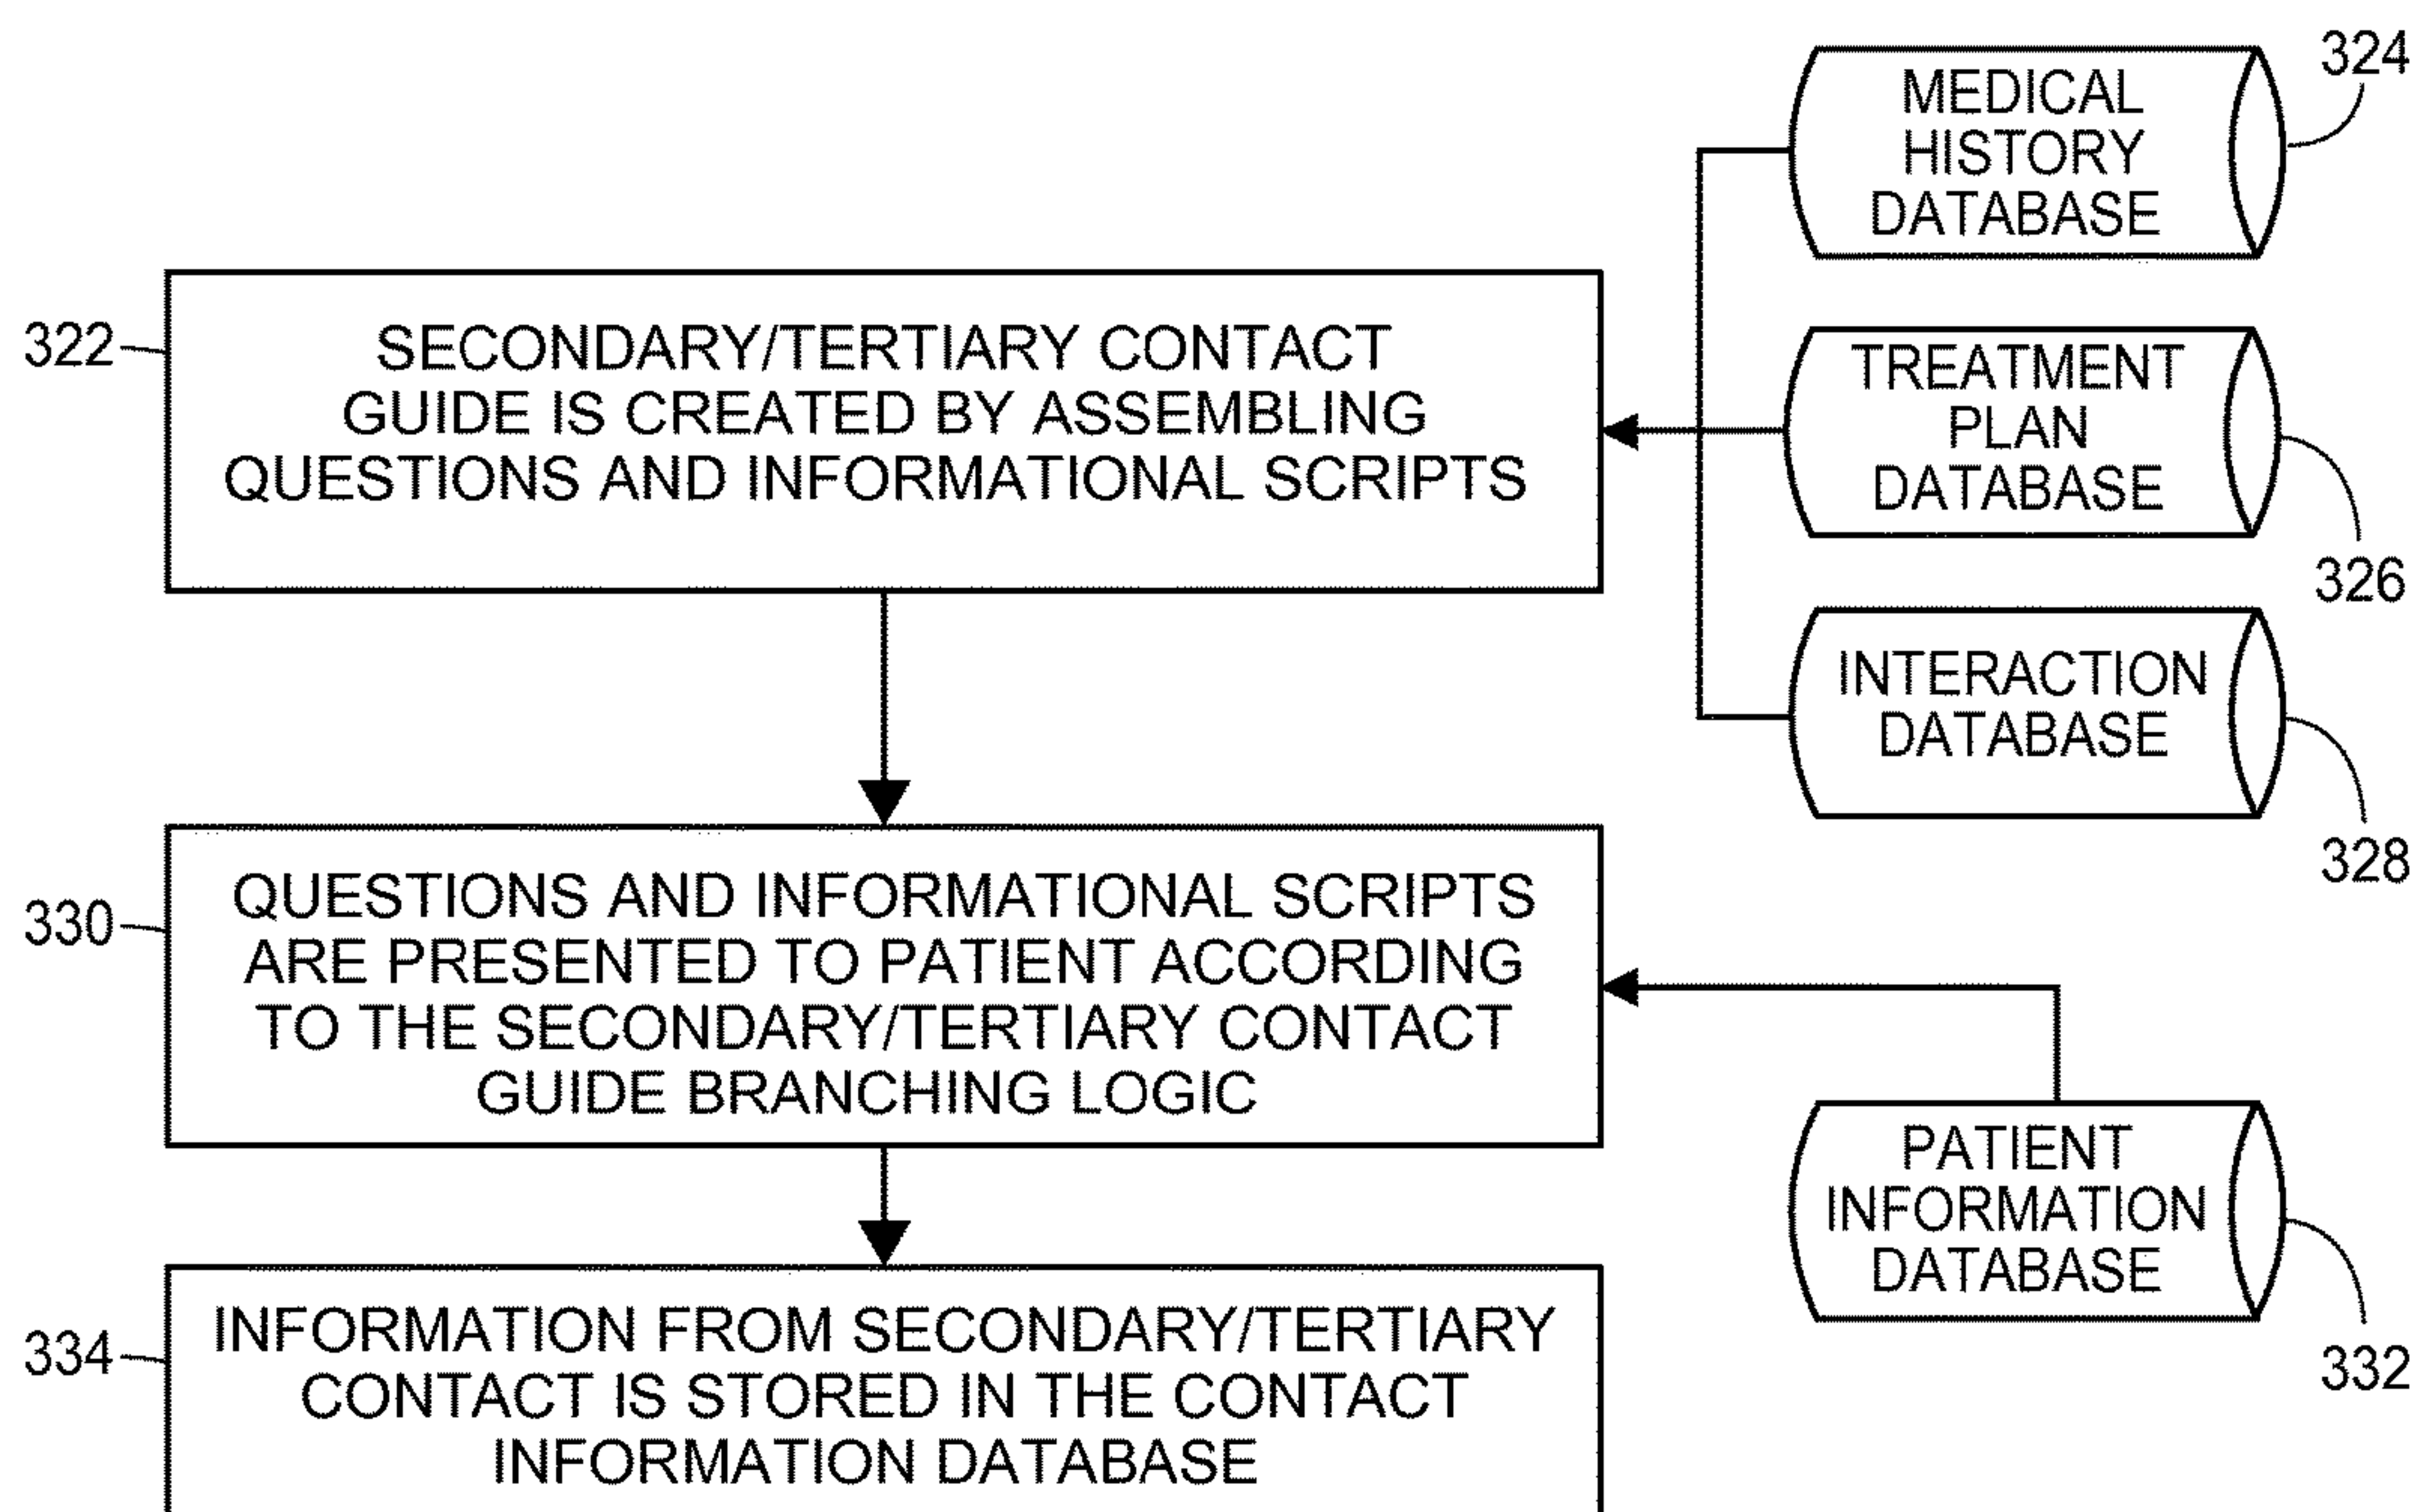 324
MEDICAL
HISTORY
DATABASE
322
SECONDARY/TERTIARY CONTACT
GUIDE IS CREATED BY ASSEMBLING
QUESTIONS AND INFORMATIONAL SCRIPTS
TREATMENT
PLAN
DATABASE
326
INTERACTION
DATABASE
328
330
QUESTIONS AND INFORMATIONAL SCRIPTS
ARE PRESENTED TO PATIENT ACCORDING
TO THE SECONDARY/TERTIARY CONTACT
GUIDE BRANCHING LOGIC
PATIENT
INFORMATION
DATABASE
332
334
INFORMATION FROM SECONDARY/TERTIARY
CONTACT IS STORED IN THE CONTACT
INFORMATION DATABASE